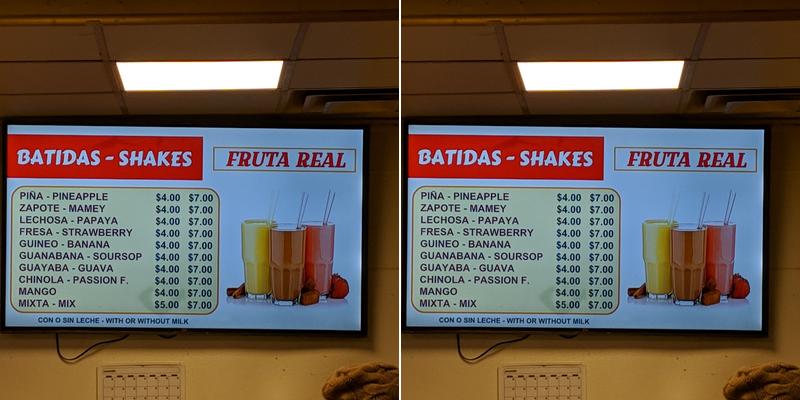 BATIDAS - SHAKES
FRUTA REAL
PIÑA - PINEAPPLE $4.00 $7.00
ZAPOTE - MAMEY $4.00 $7.00
LECHOSA - PAPAYA $4.00 $7.00
FRESA - STRAWBERRY $4.00 $7.00
GUINEO - BANANA $4.00 $7.00
GUANABANA - SOURSOP $4.00 $7.00
GUAYABA - GUAVA $4.00 $7.00
CHINOLA - PASSION F. $4.00 $7.00
MANGO $4.00 $7.00
MIXTA - MIX $5.00 $7.00
CON O SIN LECHE - WITH OR WITHOUT MILK
BATIDAS - SHAKES
FRUTA REAL
PIÑA - PINEAPPLE $4.00 $7.00
ZAPOTE - MAMEY $4.00 $7.00
LECHOSA - PAPAYA $4.00 $7.00
FRESA - STRAWBERRY $4.00 $7.00
GUINEO - BANANA $4.00 $7.00
GUANABANA - SOURSOP $4.00 $7.00
GUAYABA - GUAVA $4.00 $7.00
CHINOLA - PASSION F. $4.00 $7.00
MANGO $4.00 $7.00
MIXTA - MIX $5.00 $7.00
CON O SIN LECHE - WITH OR WITHOUT MILK